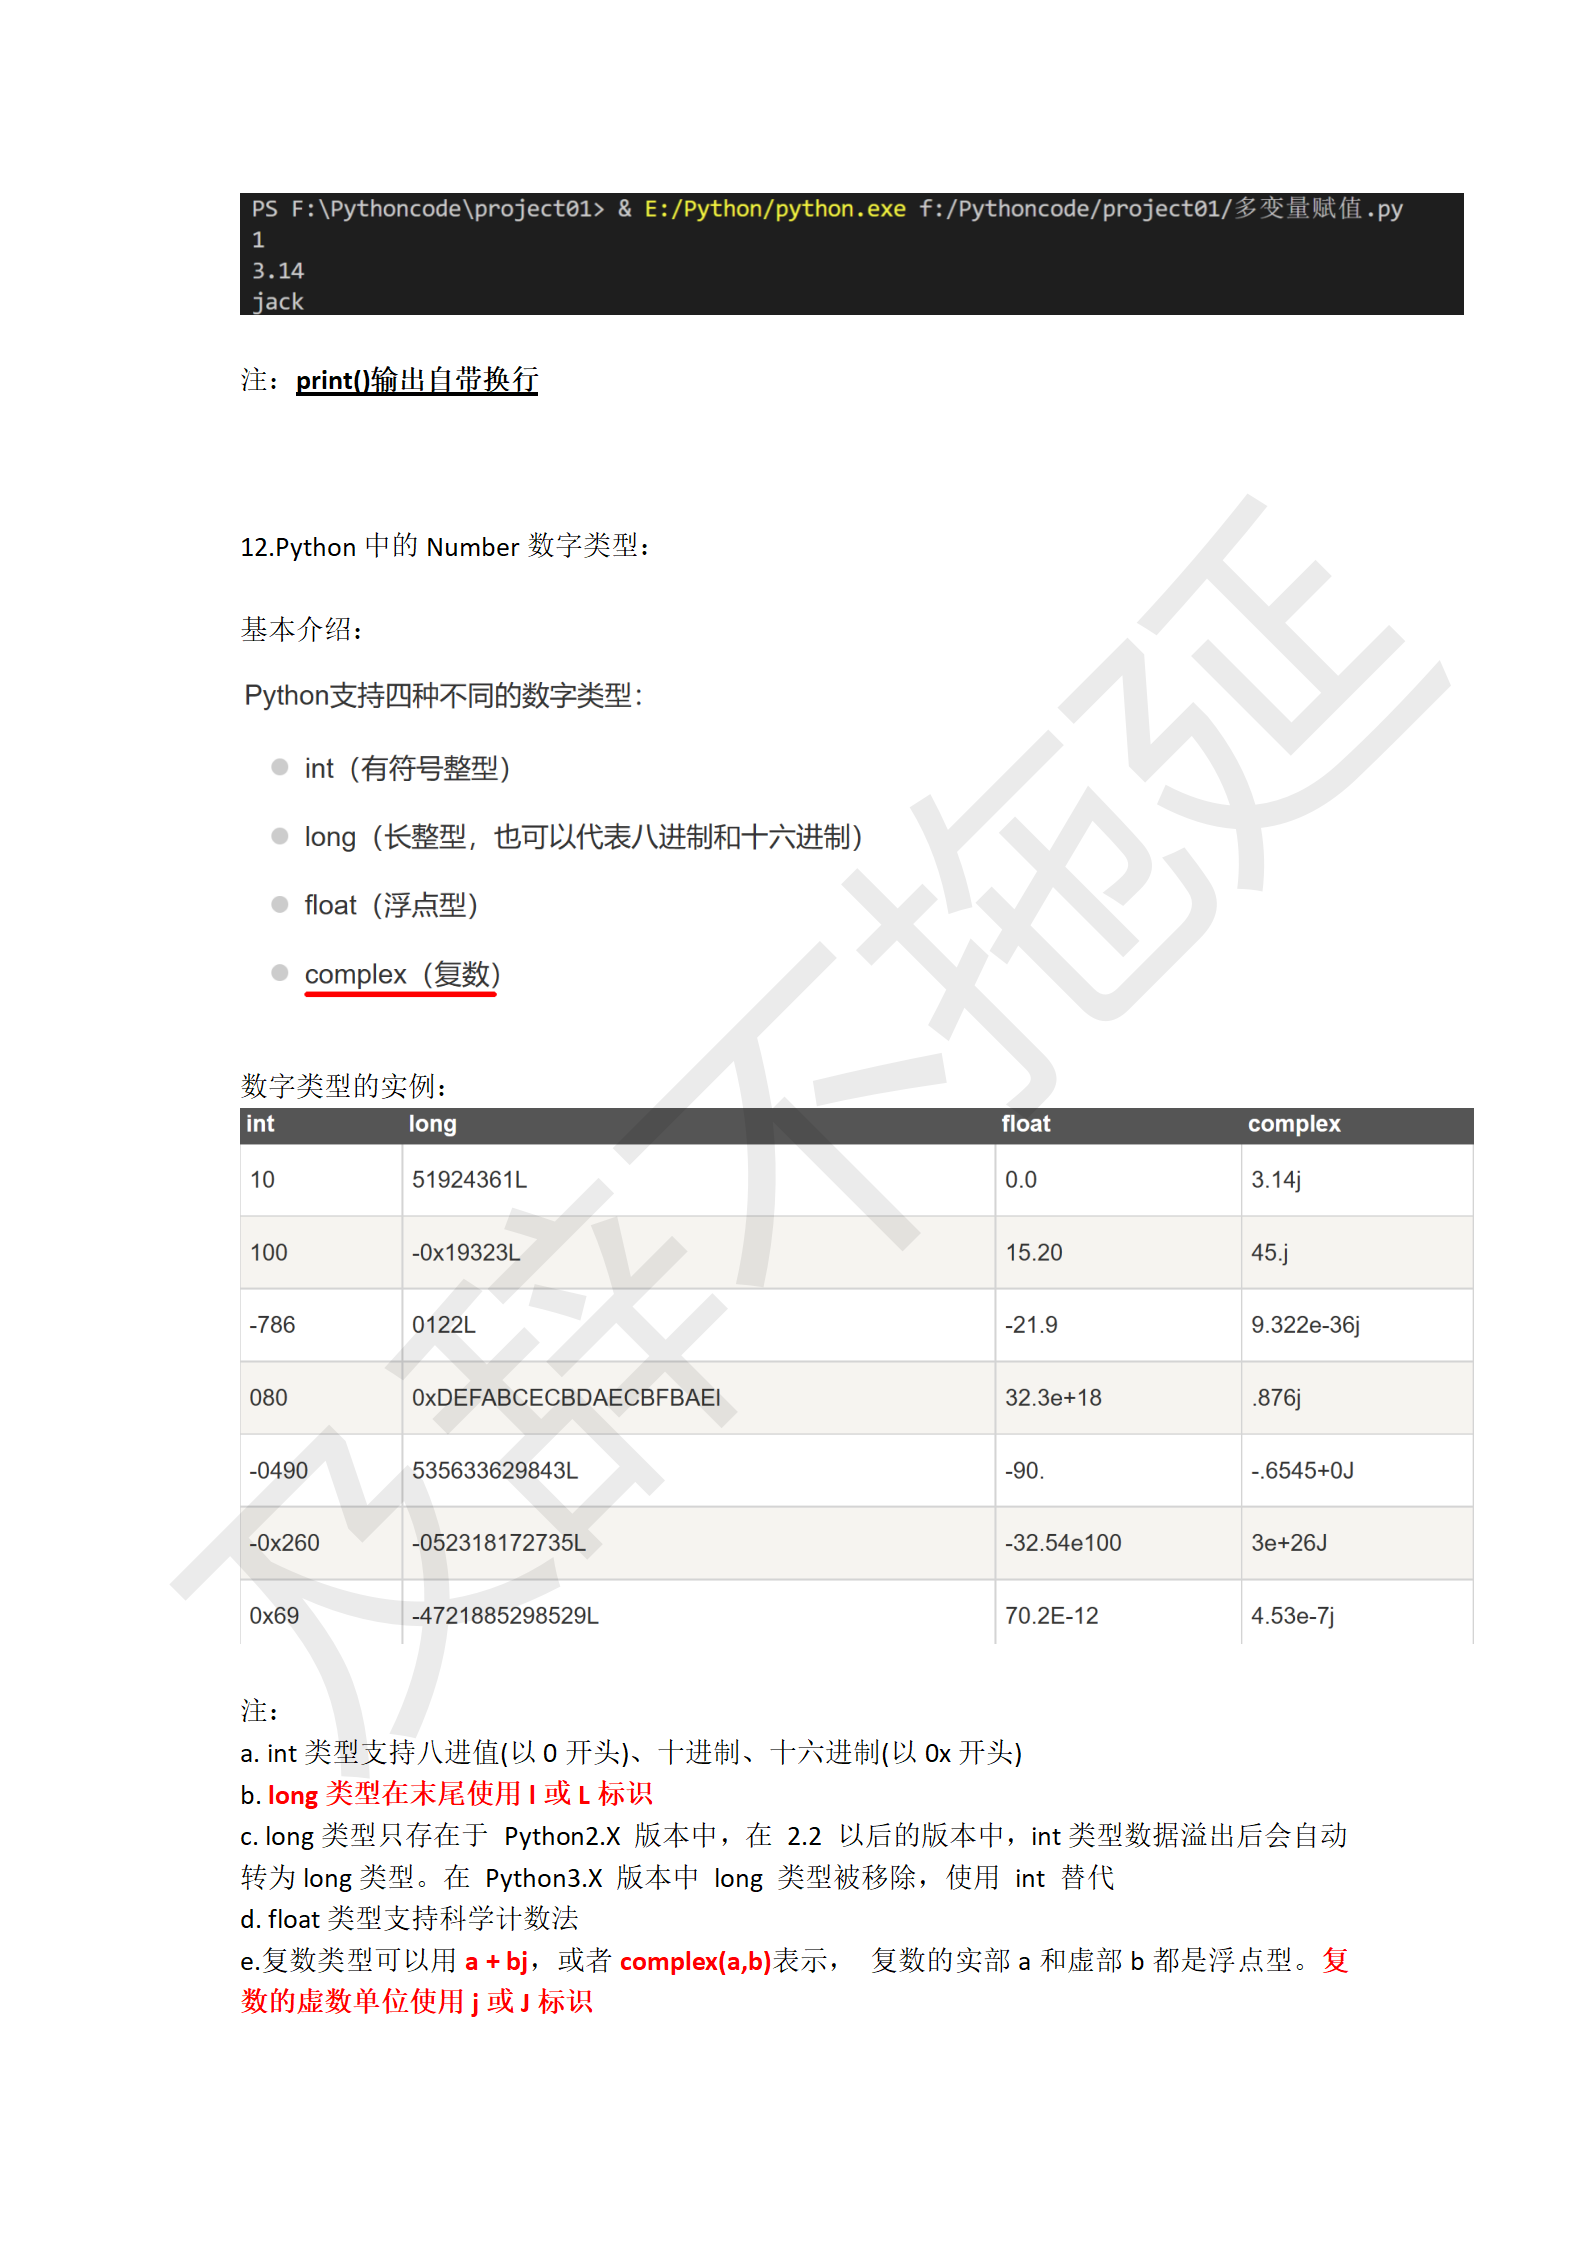 PS F:\Pythoncode\project01> & E:/Python/python.exe f:/Pythoncode/project01/多变量赋值.py
1
3.14
jack
注：print()输出自带换行
12.Python 中的 Number 数字类型：
基本介绍：
Python支持四种不同的数字类型：
int（有符号整型）
long（长整型，也可以代表八进制和十六进制）
float（浮点型）
complex（复数）
数字类型的实例：
int long float complex
10 51924361L 0.0 3.14j
100 -0x19323L 15.20 45.j
-786 0122L -21.9 9.322e-36j
080 0xDEFABCECBDAECBFBAEl 32.3e+18 .876j
-0490 535633629843L -90. -.6545+0J
-0x260 -052318172735L -32.54e100 3e+26J
0x69 -4721885298529L 70.2E-12 4.53e-7j
注：
a. int 类型支持八进值(以 0 开头)、十进制、十六进制(以 0x 开头)
b. long 类型在末尾使用 l 或 L 标识
c. long 类型只存在于 Python2.X 版本中，在 2.2 以后的版本中，int 类型数据溢出后会自动
转为 long 类型。在 Python3.X 版本中 long 类型被移除，使用 int 替代
d. float 类型支持科学计数法
e.复数类型可以用 a + bj，或者 complex(a,b)表示， 复数的实部 a 和虚部 b 都是浮点型。复
数的虚数单位使用 j 或 J 标识
及辞不拖延